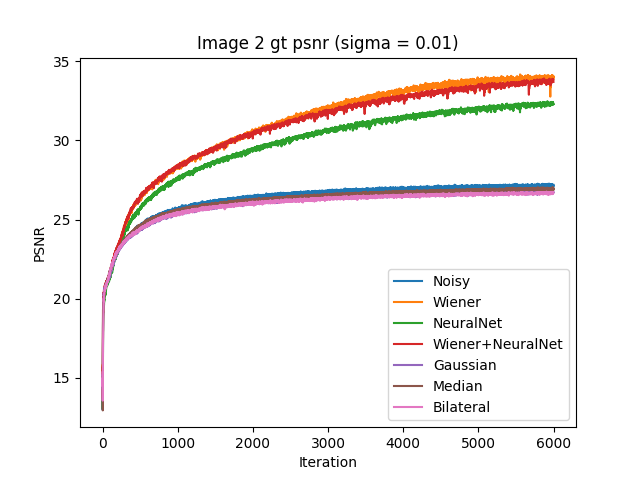 Image 2 gt psnr (sigma = 0.01)
35
30
25
20
15
PSNR
0
1000
2000
3000
4000
5000
6000
Iteration
Noisy
Wiener
NeuralNet
Wiener+NeuralNet
Gaussian
Median
Bilateral